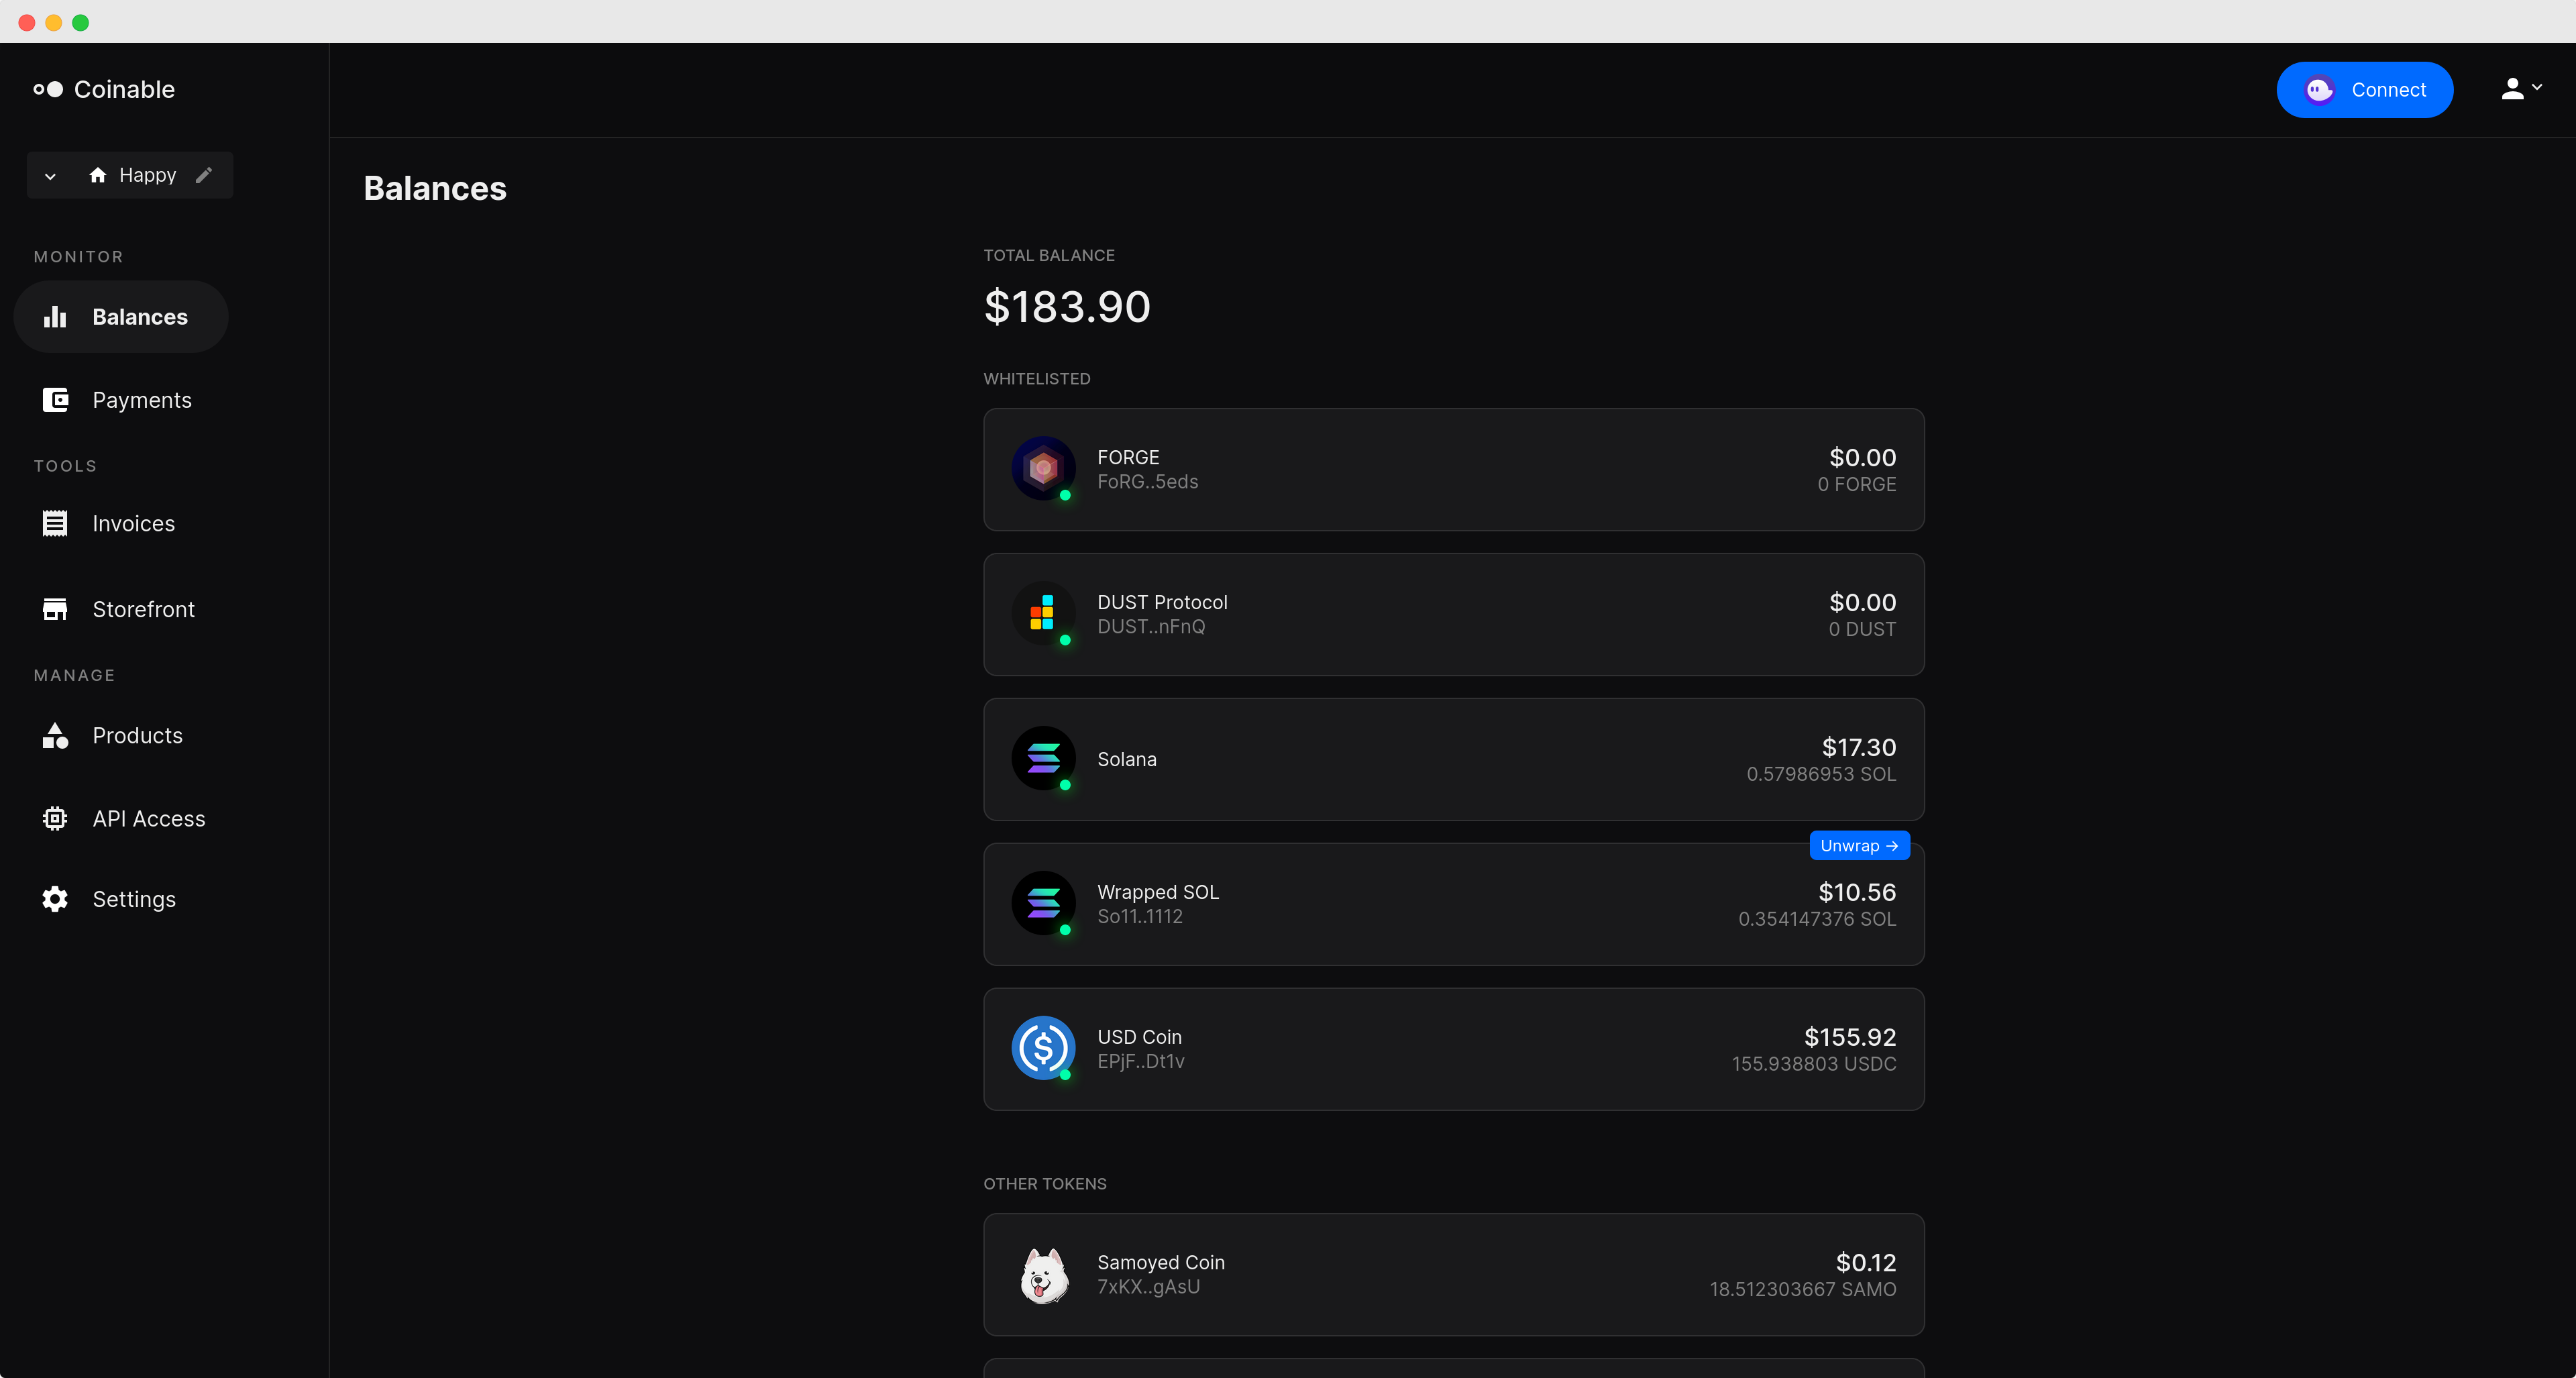 Coinable
Connect
Happy
MONITOR
Balances
Payments
TOOLS
Invoices
Storefront
MANAGE
Products
API Access
Settings
Balances
TOTAL BALANCE
$183.90
WHITELISTED
FORGE
FoRG..5eds
$0.00
0 FORGE
DUST Protocol
DUST..nFnQ
$0.00
0 DUST
Solana
$17.30
0.57986953 SOL
Unwrap →
Wrapped SOL
So11..1112
$10.56
0.354147376 SOL
USD Coin
EPjF..Dt1v
$155.92
155.938803 USDC
OTHER TOKENS
Samoyed Coin
7xKX..gAsU
$0.12
18.512303667 SAMO